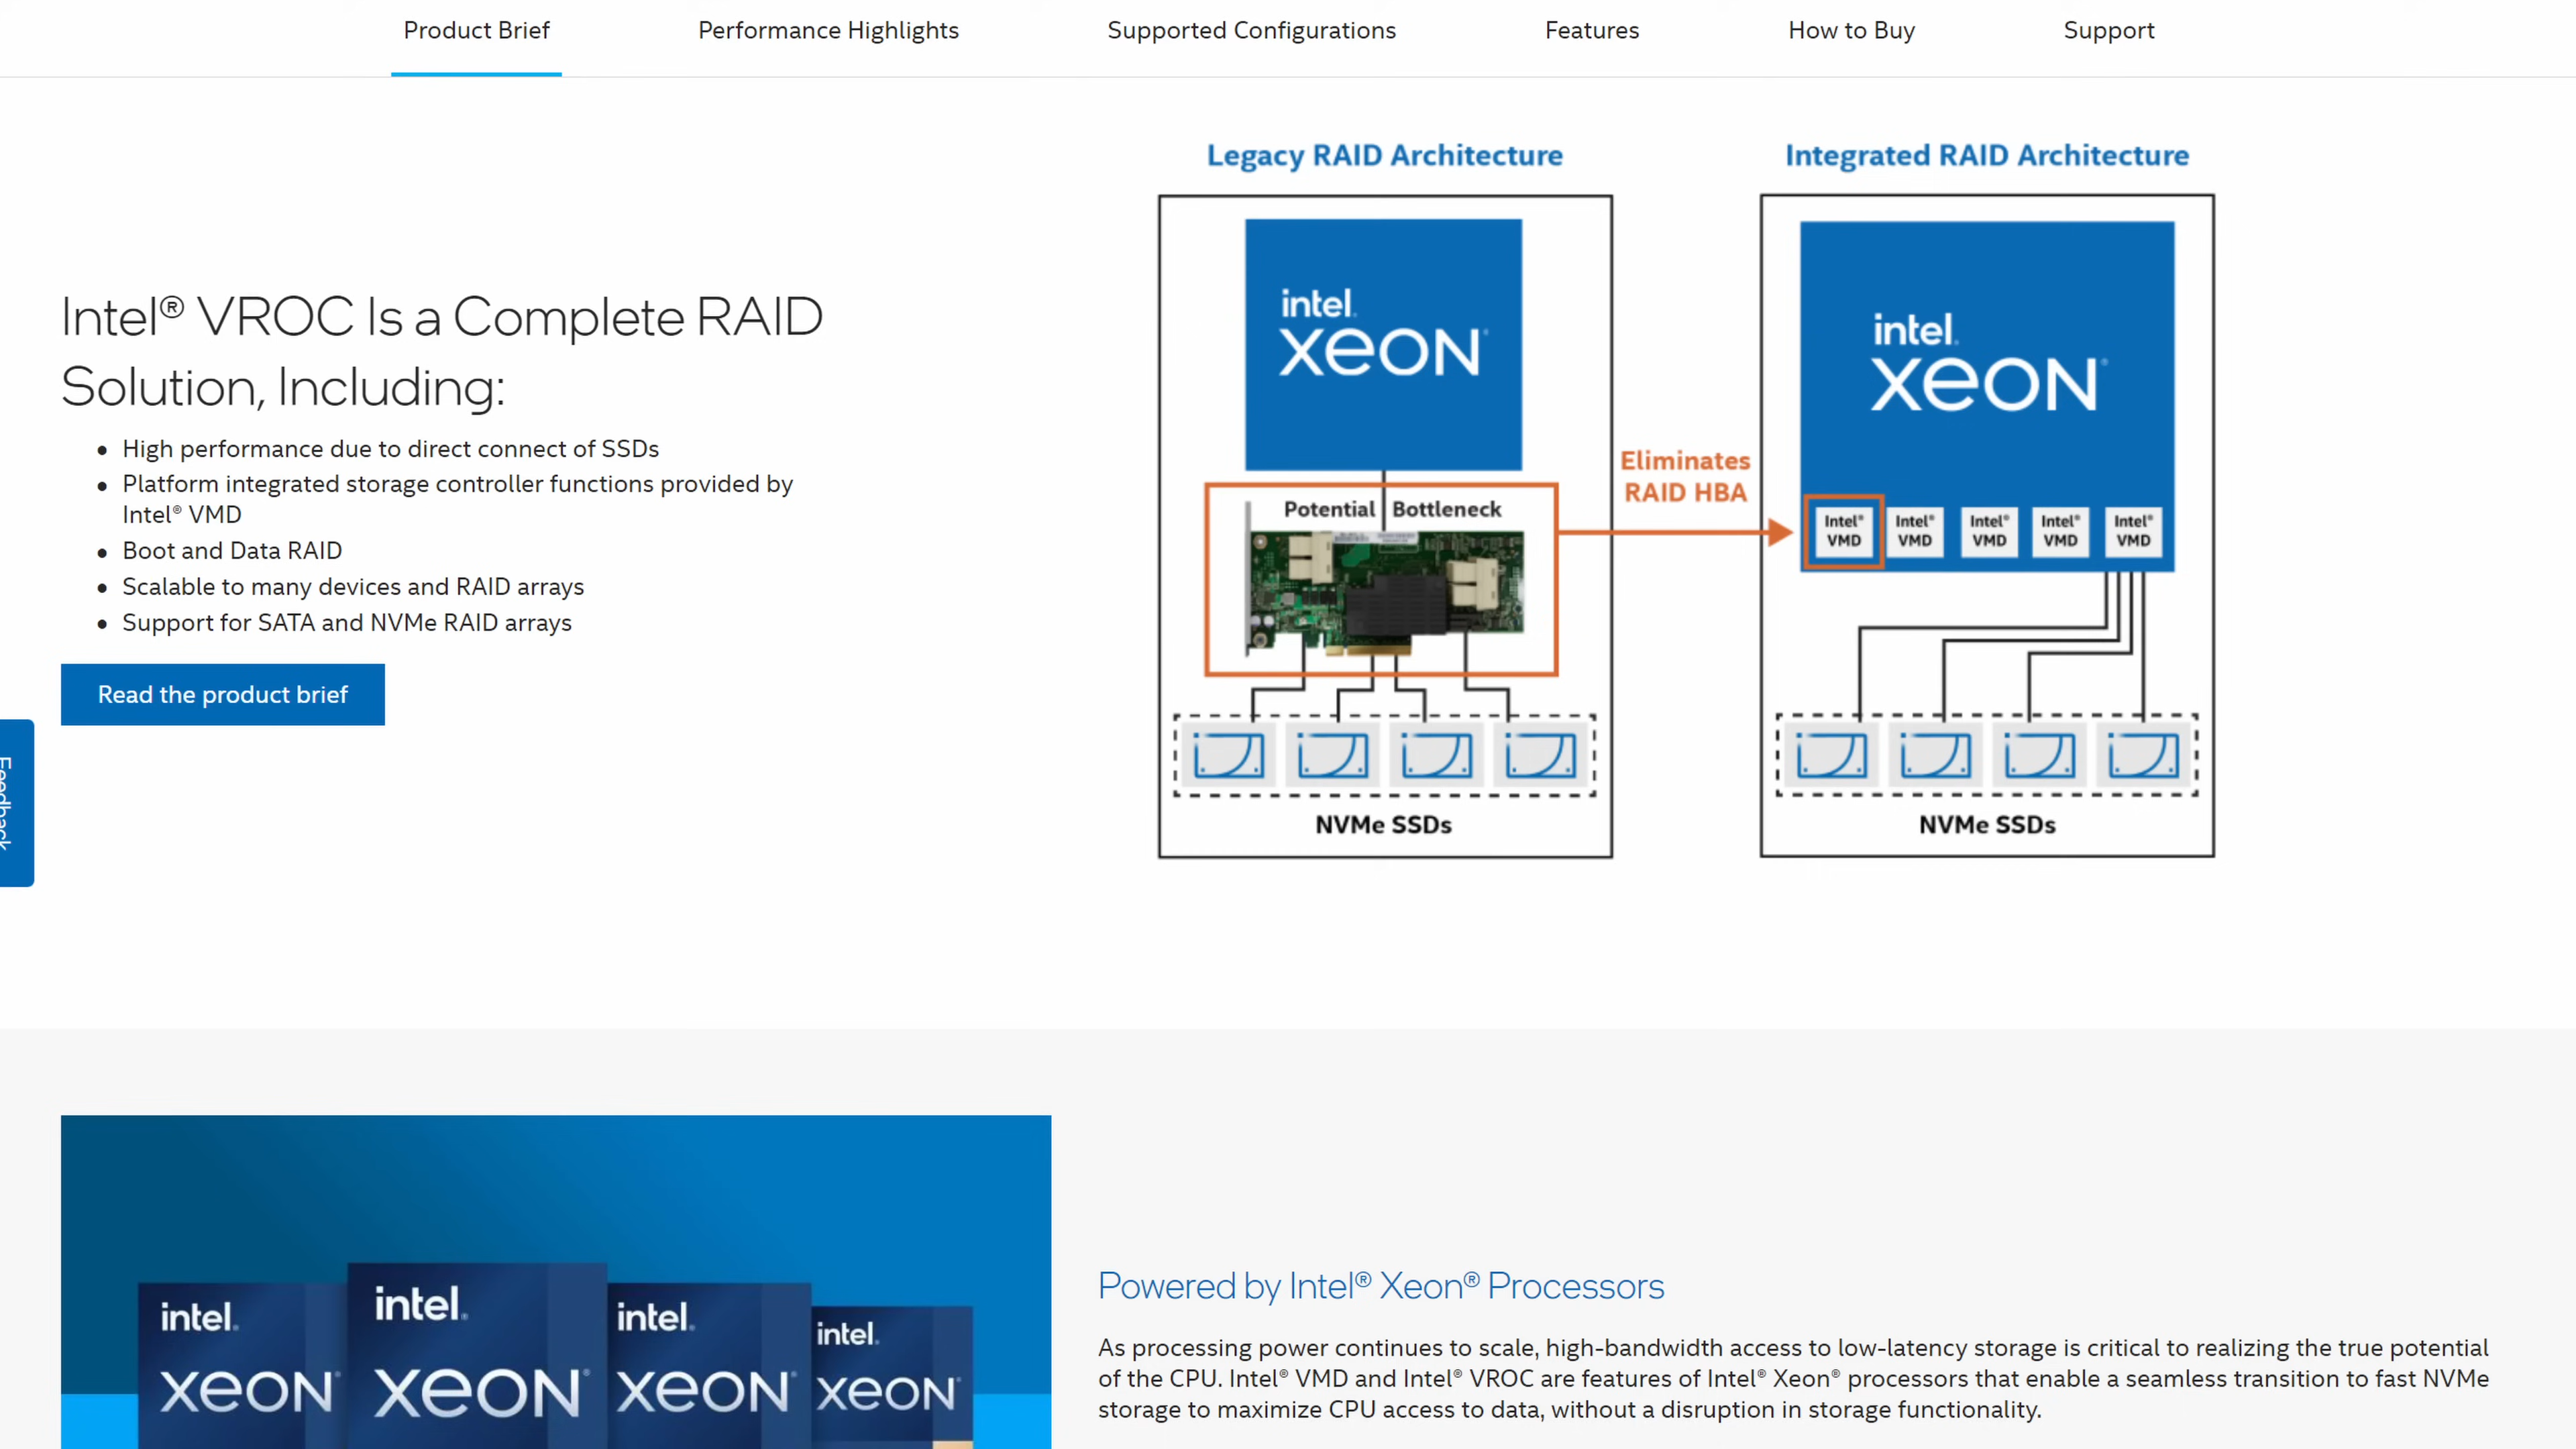 Product Brief
Performance Highlights
Supported Configurations
Features
How to Buy
Support
Intel® VROC Is a Complete RAID
Solution, Including:
• High performance due to direct connect of SSDs
• Platform integrated storage controller functions provided by
Intel® VMD
• Boot and Data RAID
• Scalable to many devices and RAID arrays
• Support for SATA and NVMe RAID arrays
Read the product brief
Feedback
Legacy RAID Architecture
intel.
xeon®
Potential Bottleneck
NVMe SSDs
Eliminates
RAID HBA
Integrated RAID Architecture
intel.
xeon®
Intel®
VMD
Intel®
VMD
Intel®
VMD
Intel®
VMD
Intel®
VMD
NVMe SSDs
intel.
xeon®
intel.
xeon®
intel.
xeon®
intel.
xeon®
Powered by Intel® Xeon® Processors
As processing power continues to scale, high-bandwidth access to low-latency storage is critical to realizing the true potential
of the CPU. Intel® VMD and Intel® VROC are features of Intel® Xeon® processors that enable a seamless transition to fast NVMe
storage to maximize CPU access to data, without a disruption in storage functionality.